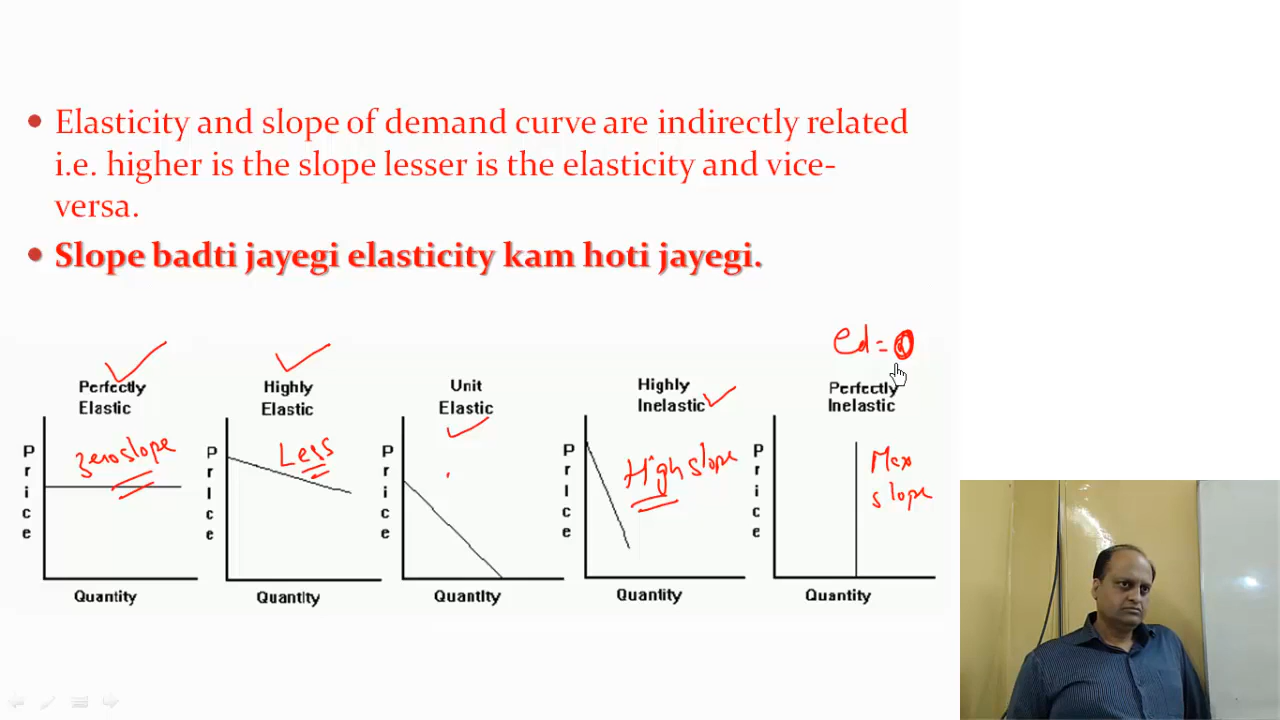 Elasticity and slope of demand curve are indirectly related
i.e. higher is the slope lesser is the elasticity and vice-
versa.
Slope badti jayegi elasticity kam hoti jayegi.
ed =
Perfectly
Elastic
Highly
Elastic
Unit
Elastic
Highly
Inelastic
Perfectly
Inelastic
Price
Zero slope
Quantity
Price
Less
Quantity
Price
Quantity
Price
High slope
Quantity
Price
Max
slope
Quantity